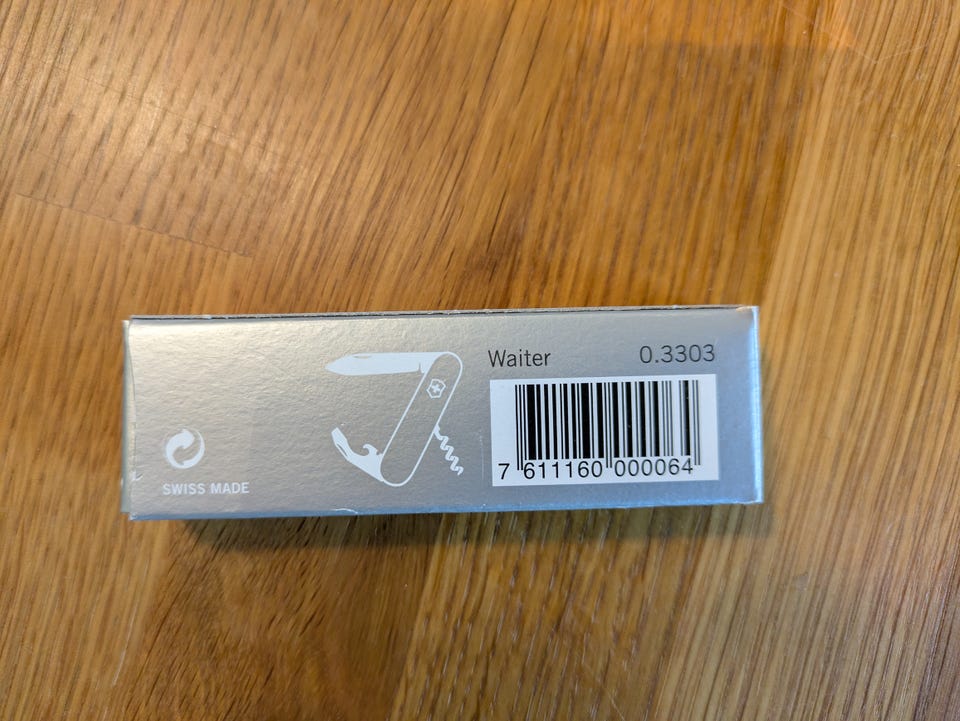 Waiter 0.3303
7 611160 000064
SWISS MADE